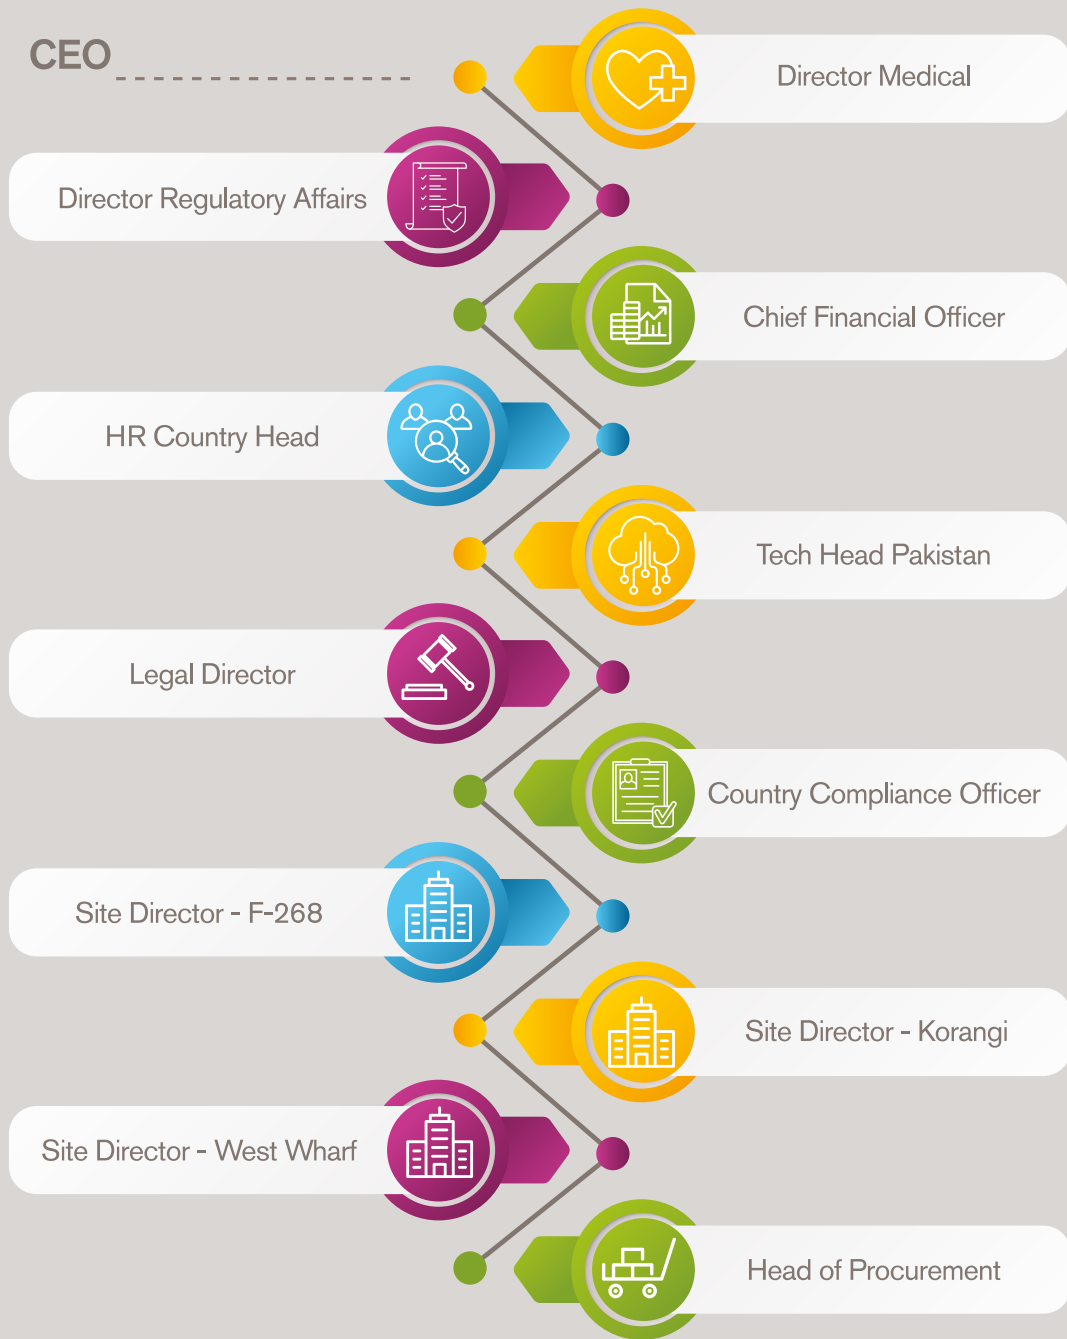 CEO
Director Medical
Director Regulatory Affairs
Chief Financial Officer
HR Country Head
Tech Head Pakistan
Legal Director
Country Compliance Officer
Site Director - F-268
Site Director - Korangi
Site Director - West Wharf
Head of Procurement